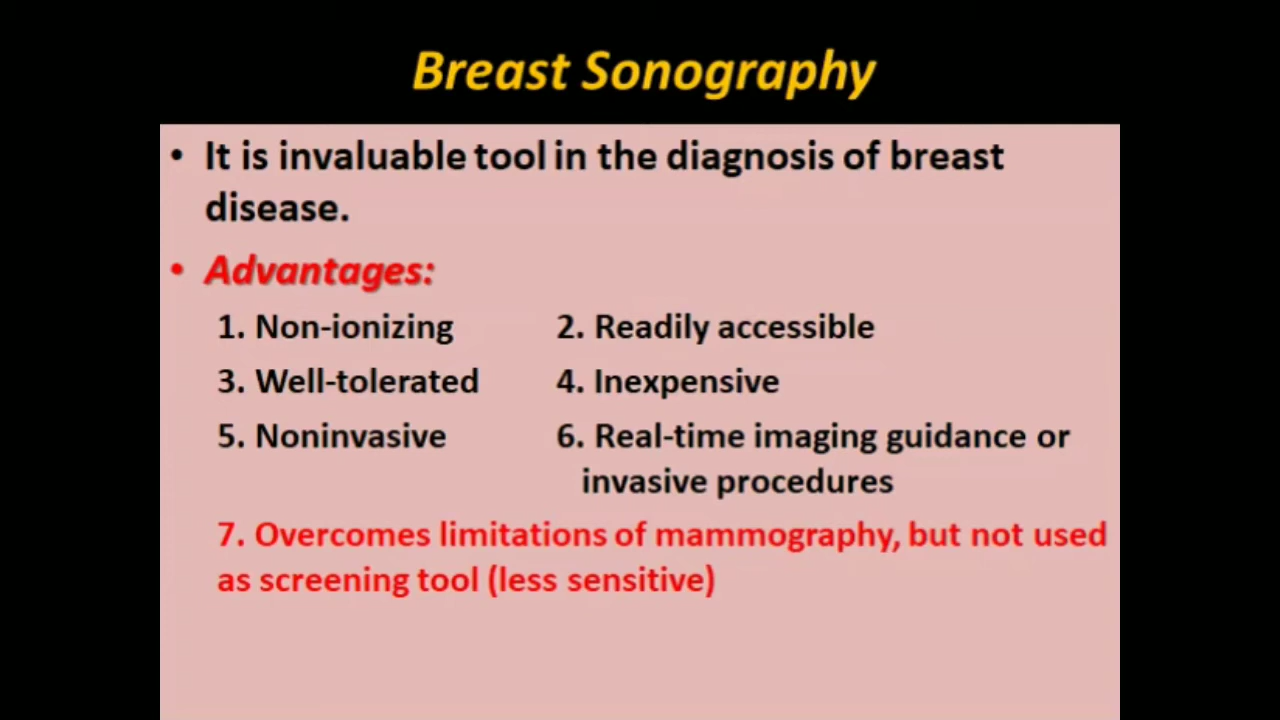 Breast Sonography
• It is invaluable tool in the diagnosis of breast
disease.
• Advantages:
1. Non-ionizing 2. Readily accessible
3. Well-tolerated 4. Inexpensive
5. Noninvasive 6. Real-time imaging guidance or
invasive procedures
7. Overcomes limitations of mammography, but not used
as screening tool (less sensitive)